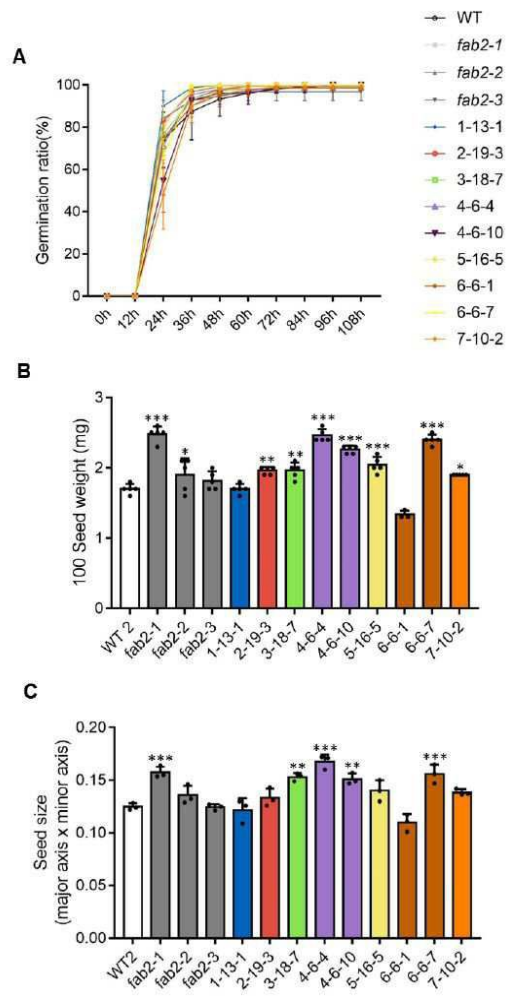 A
Germination ratio(%)
100
80
60
40
20
0
0h
12h
24h
36h
48h
60h
72h
84h
96h
108h
WT
fab2-1
fab2-2
fab2-3
1-13-1
2-19-3
3-18-7
4-6-4
4-6-10
5-16-5
6-6-1
6-6-7
7-10-2
B
100 Seed weight (mg)
3
2
1
0
***
*
**
**
***
***
***
***
*
WT 2
fab2-1
fab2-2
fab2-3
1-13-1
2-19-3
3-18-7
4-6-4
4-6-10
5-16-5
6-6-1
6-6-7
7-10-2
C
Seed size
(major axis x minor axis)
0.20
0.15
0.10
0.05
0.00
***
**
***
**
***
WT2
fab2-1
fab2-2
fab2-3
1-13-1
2-19-3
3-18-7
4-6-4
4-6-10
5-16-5
6-6-1
6-6-7
7-10-2